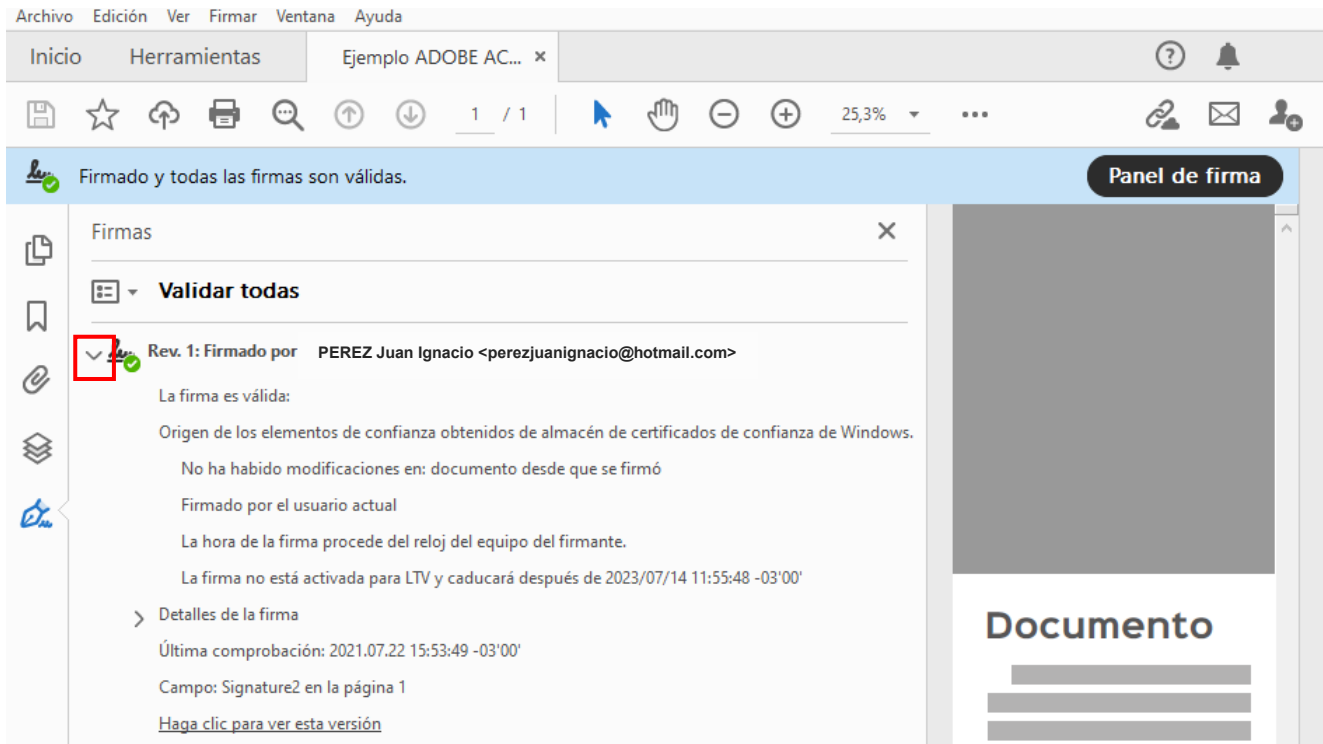 Archivo Edición Ver Firmar Ventana Ayuda
Inicio Herramientas Ejemplo ADOBE AC... ×
1 / 1 25,3%
Firmado y todas las firmas son válidas. Panel de firma
Firmas
Validar todas
Rev. 1: Firmado por PEREZ Juan Ignacio <perezjuanignacio@hotmail.com>
La firma es válida:
Origen de los elementos de confianza obtenidos de almacén de certificados de confianza de Windows.
No ha habido modificaciones en: documento desde que se firmó
Firmado por el usuario actual
La hora de la firma procede del reloj del equipo del firmante.
La firma no está activada para LTV y caducará después de 2023/07/14 11:55:48 -03'00'
Detalles de la firma
Última comprobación: 2021.07.22 15:53:49 -03'00'
Campo: Signature2 en la página 1
Haga clic para ver esta versión
Documento